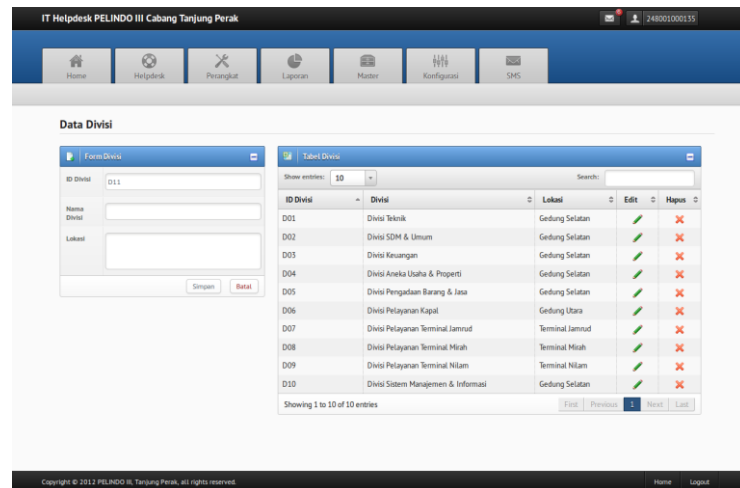 IT Helpdesk PELINDO III Cabang Tanjung Perak
248001000135
Home Helpdesk Perangkat Laporan Master Konfigurasi SMS
Data Divisi
Form Divisi
ID Divisi D11
Nama
Divisi
Lokasi
Simpan Batal
Tabel Divisi
Show entries: 10 Search:
ID Divisi Divisi Lokasi Edit Hapus
D01 Divisi Teknik Gedung Selatan
D02 Divisi SDM & Umum Gedung Selatan
D03 Divisi Keuangan Gedung Selatan
D04 Divisi Aneka Usaha & Properti Gedung Selatan
D05 Divisi Pengadaan Barang & Jasa Gedung Selatan
D06 Divisi Pelayanan Kapal Gedung Utara
D07 Divisi Pelayanan Terminal Jamrud Terminal Jamrud
D08 Divisi Pelayanan Terminal Mirah Terminal Mirah
D09 Divisi Pelayanan Terminal Nilam Terminal Nilam
D10 Divisi Sistem Manajemen & Informasi Gedung Selatan
Showing 1 to 10 of 10 entries First Previous 1 Next Last
Copyright © 2012 PELINDO III, Tanjung Perak, all rights reserved. Home Logout